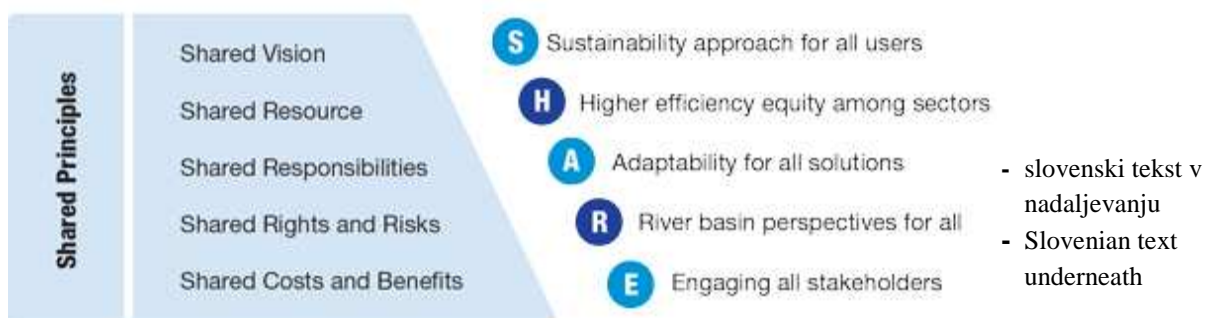 Shared Principles
Shared Vision
Shared Resource
Shared Responsibilities
Shared Rights and Risks
Shared Costs and Benefits
S Sustainability approach for all users
H Higher efficiency equity among sectors
A Adaptability for all solutions
R River basin perspectives for all
E Engaging all stakeholders
- slovenski tekst v
nadaljevanju
- Slovenian text
underneath